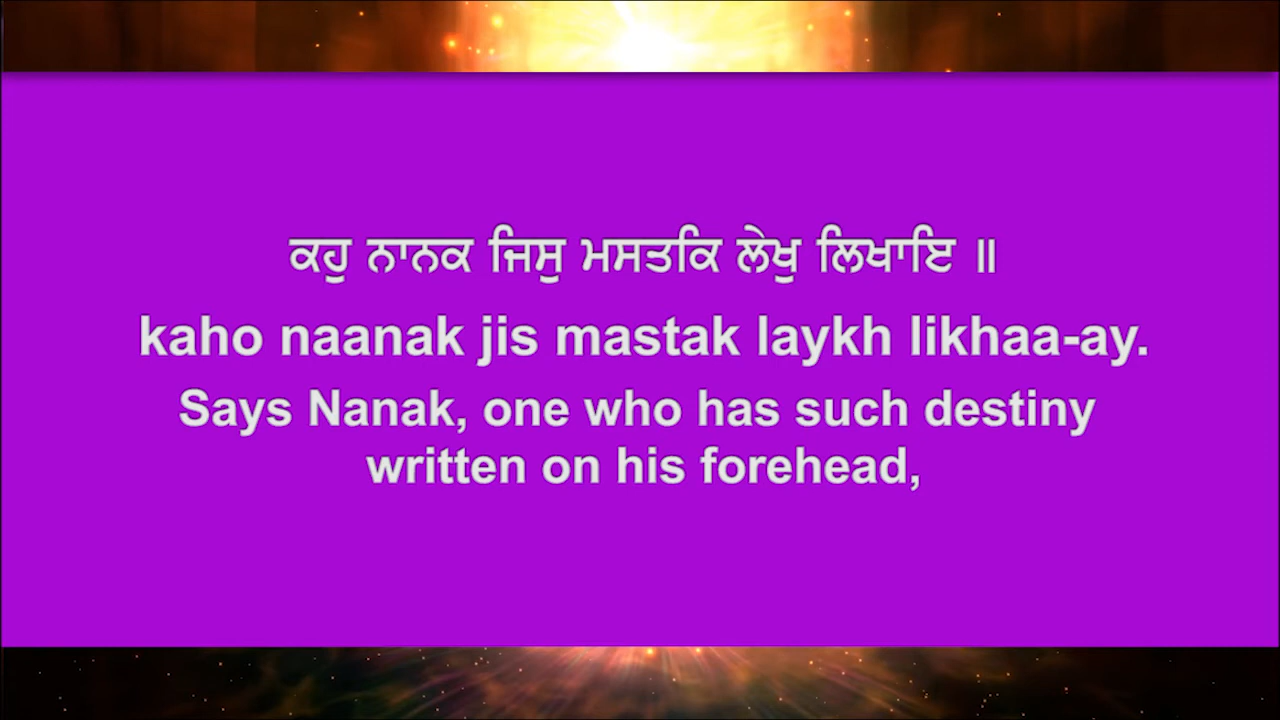 ਕਹੁ ਨਾਨਕ ਜਿਸੁ ਮਸਤਕਿ ਲੇਖੁ ਲਿਖਾਇ ॥
kaho naanak jis mastak laykh likhaa-ay.
Says Nanak, one who has such destiny
written on his forehead,